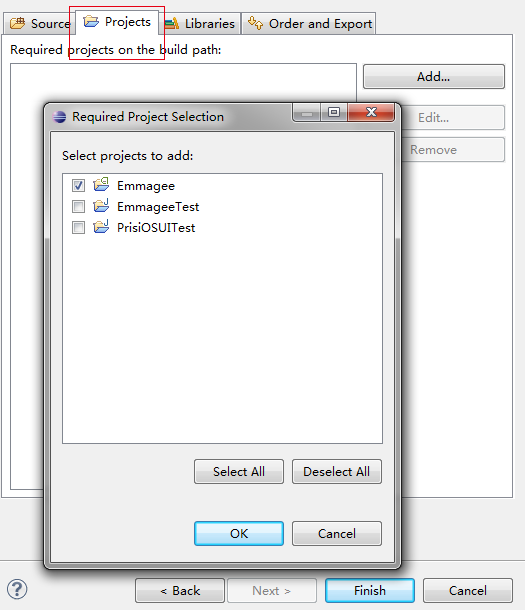 Source
Projects
Libraries
Order and Export
Required projects on the build path:
Add...
Edit...
Remove
Required Project Selection
Select projects to add:
Emmagee
EmmageeTest
PrisiOSUITest
Select All
Deselect All
OK
Cancel
?
< Back
Next >
Finish
Cancel